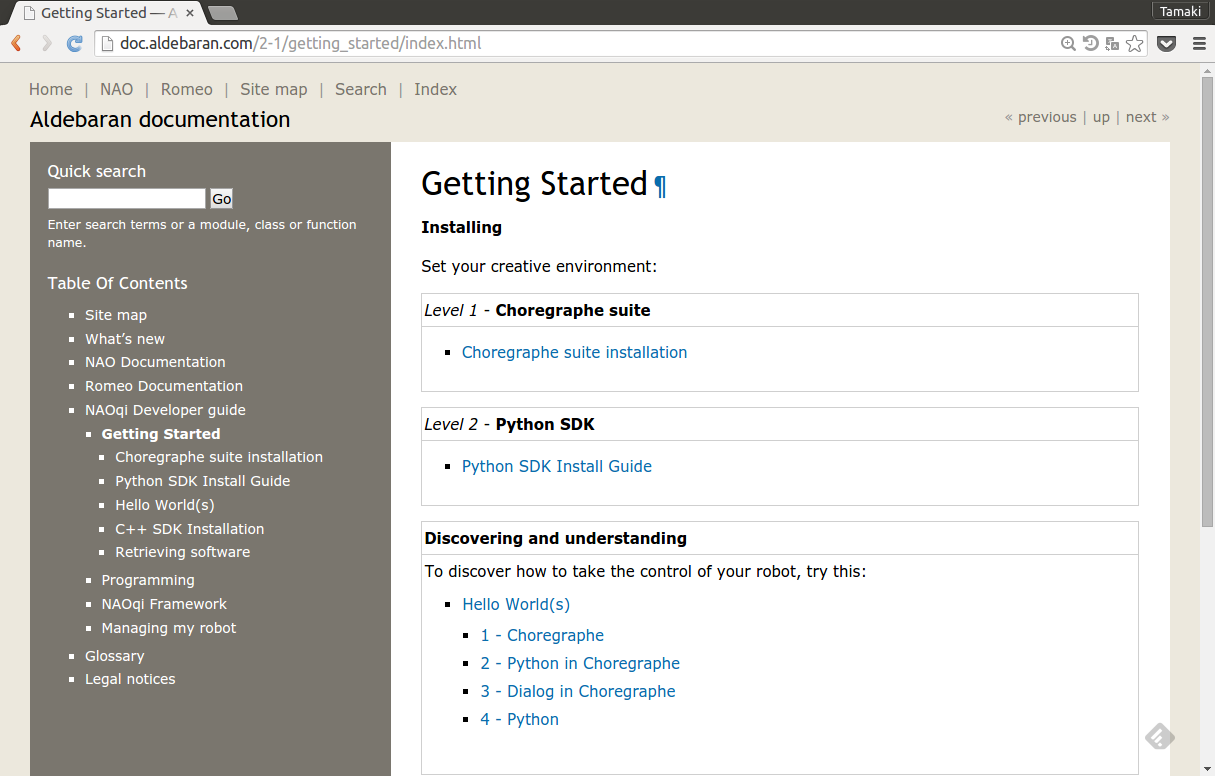 Getting Started — A
Tamaki
doc.aldebaran.com/2-1/getting_started/index.html
Home | NAO | Romeo | Site map | Search | Index
Aldebaran documentation
« previous | up | next »
Quick search
Go
Enter search terms or a module, class or function
name.
Table Of Contents
Site map
What’s new
NAO Documentation
Romeo Documentation
NAOqi Developer guide
Getting Started
Choregraphe suite installation
Python SDK Install Guide
Hello World(s)
C++ SDK Installation
Retrieving software
Programming
NAOqi Framework
Managing my robot
Glossary
Legal notices
Getting Started ¶
Installing
Set your creative environment:
Level 1 - Choregraphe suite
Choregraphe suite installation
Level 2 - Python SDK
Python SDK Install Guide
Discovering and understanding
To discover how to take the control of your robot, try this:
Hello World(s)
1 - Choregraphe
2 - Python in Choregraphe
3 - Dialog in Choregraphe
4 - Python